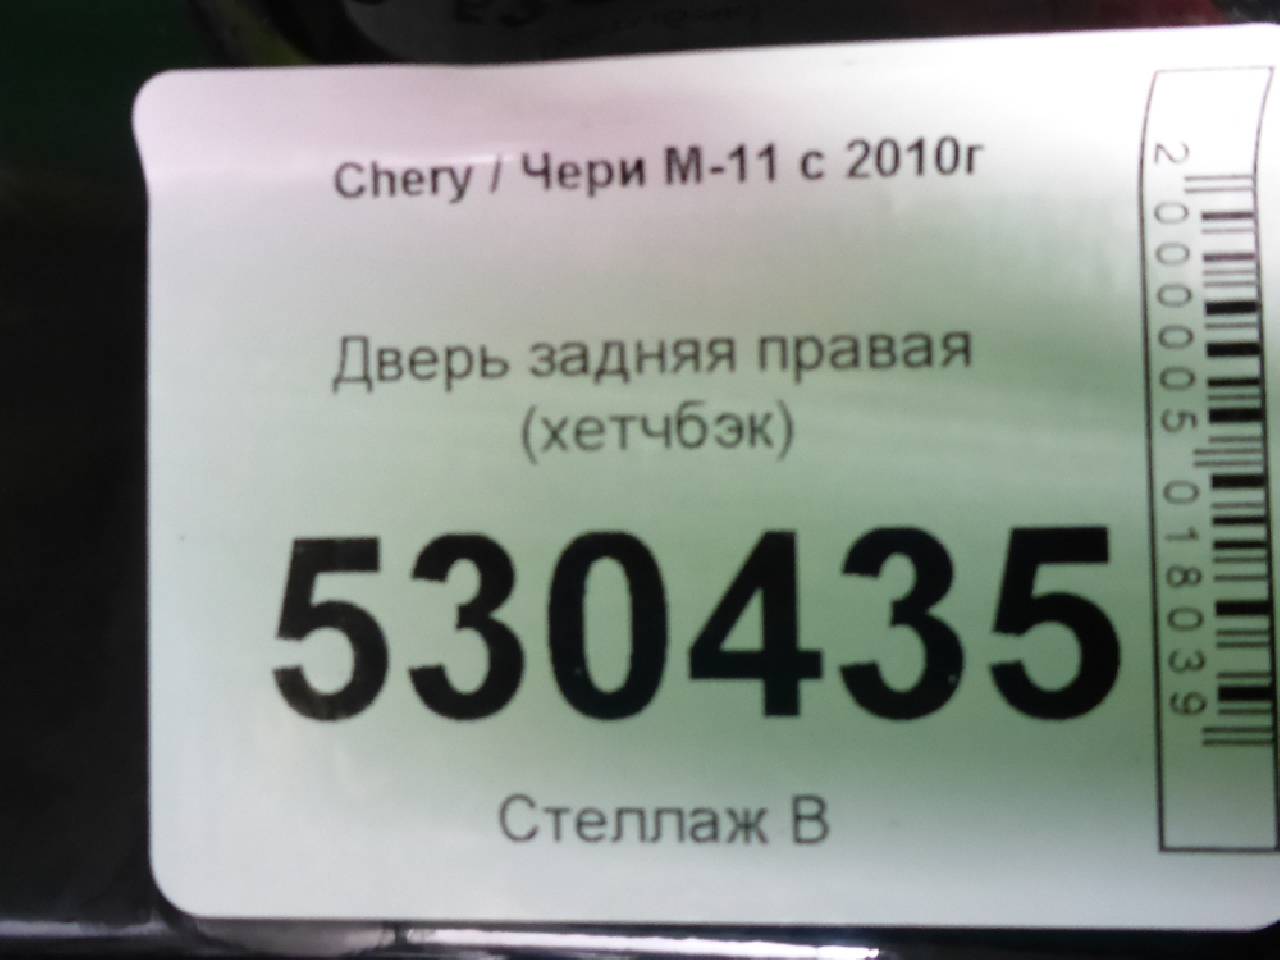 Chery / Чери М-11 с 2010г
Дверь задняя правая
(хетчбэк)
530435
Стеллаж В
2000005018039